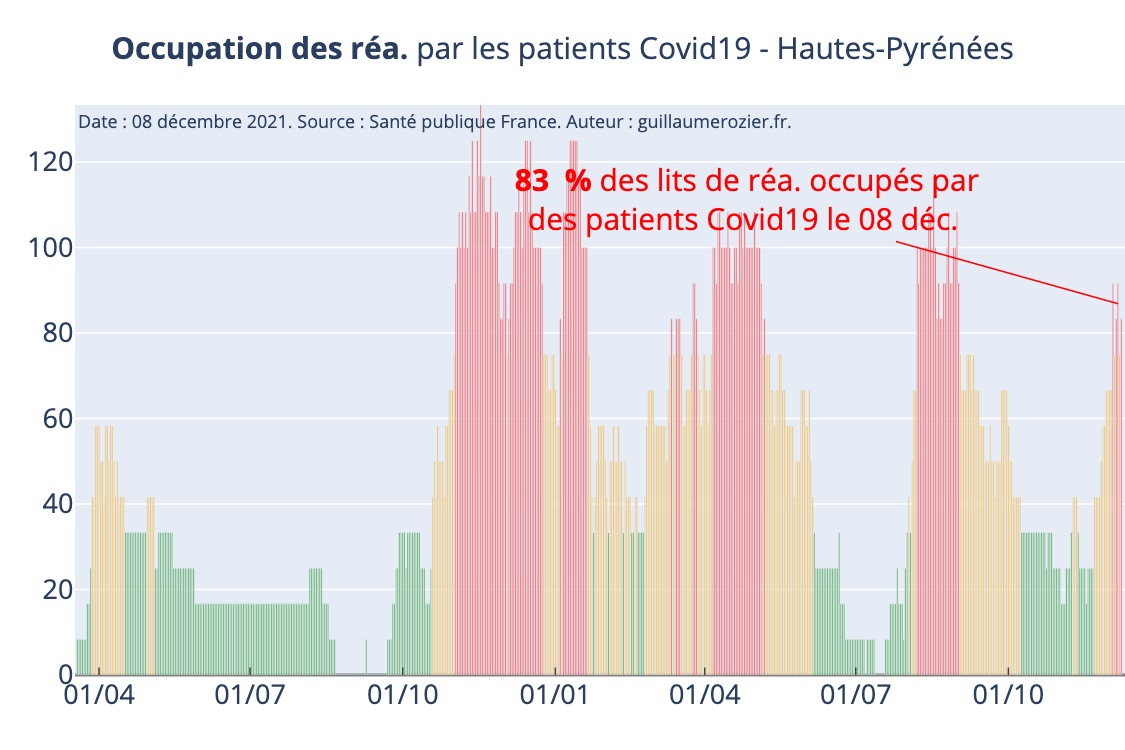 Occupation des réa. par les patients Covid19 - Hautes-Pyrénées
Date : 08 décembre 2021. Source : Santé publique France. Auteur : guillaumerozier.fr.
120
83 % des lits de réa. occupés par
des patients Covid19 le 08 déc.
100
80
60
40
20
0
01/04 01/07 01/10 01/01 01/04 01/07 01/10